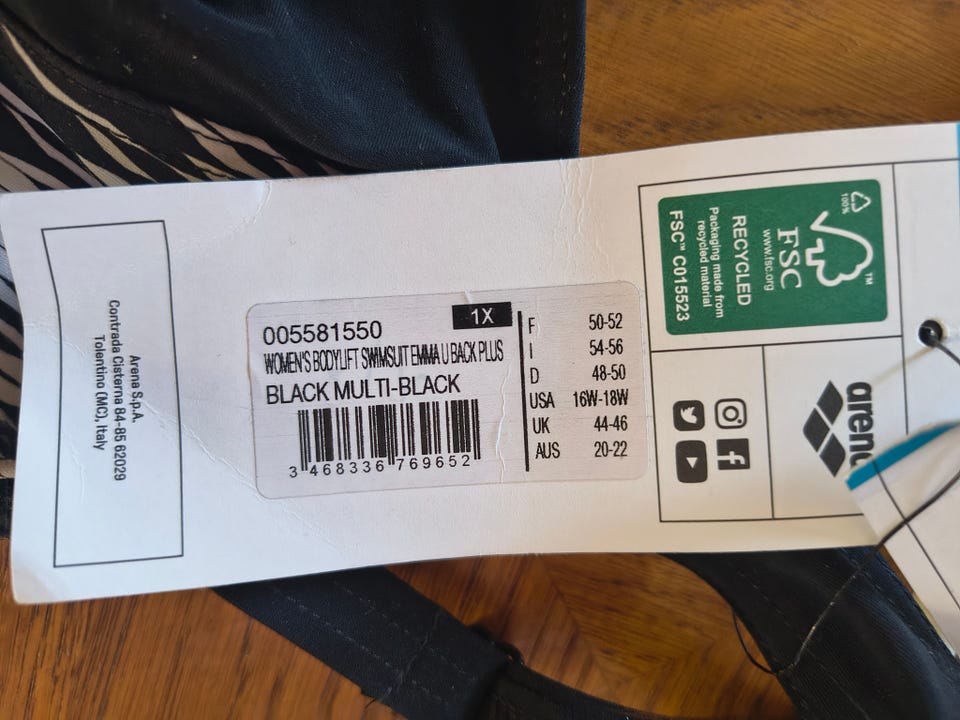 Arena S.p.A.
Contrada Cisterna 84-85 62029
Tolentino (MC), Italy
005581550
1X
WOMEN'S BODYLIFT SWIMSUIT EMMA U BACK PLUS
BLACK MULTI-BLACK
3 468336 769652
F 50-52
I 54-56
D 48-50
USA 16W-18W
UK 44-46
AUS 20-22
100%
TM
FSC
www.fsc.org
RECYCLED
Packaging made from
recycled material
FSC™ C015523
arena